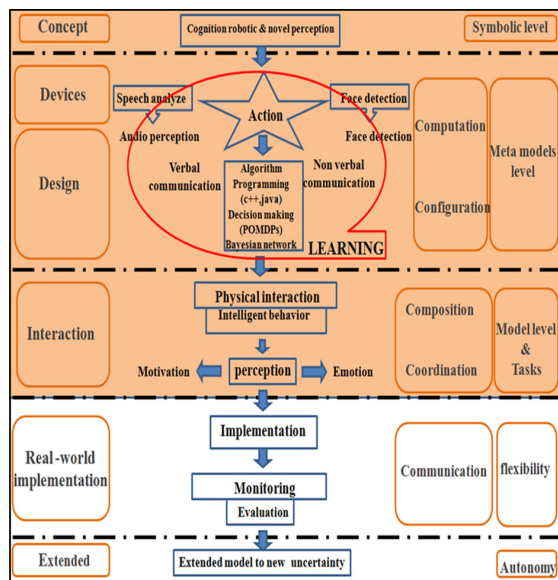 Concept
Cognition robotic & novel perception
Symbolic level
Devices
Speech analyze
Action
Face detection
Audio perception
Face detection
Computation
Meta models
level
Design
Verbal
communication
Algorithm
Programming
(c++,java)
Decision making
(POMDPs)
Bayesian network
Non verbal
communication
Configuration
LEARNING
Interaction
Physical interaction
Intelligent behavior
Motivation
perception
Emotion
Composition
Coordination
Model level
&
Tasks
Real -world
implementation
Implementation
Monitoring
Evaluation
Communication
flexibility
Extended
Extended model to new uncertainty
Autonomy